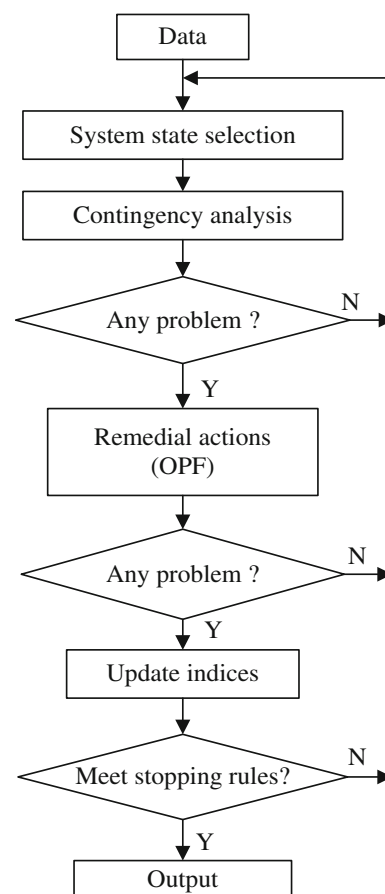 Data
System state selection
Contingency analysis
Any problem ?
N
Y
Remedial actions
(OPF)
Any problem ?
N
Y
Update indices
Meet stopping rules?
N
Y
Output